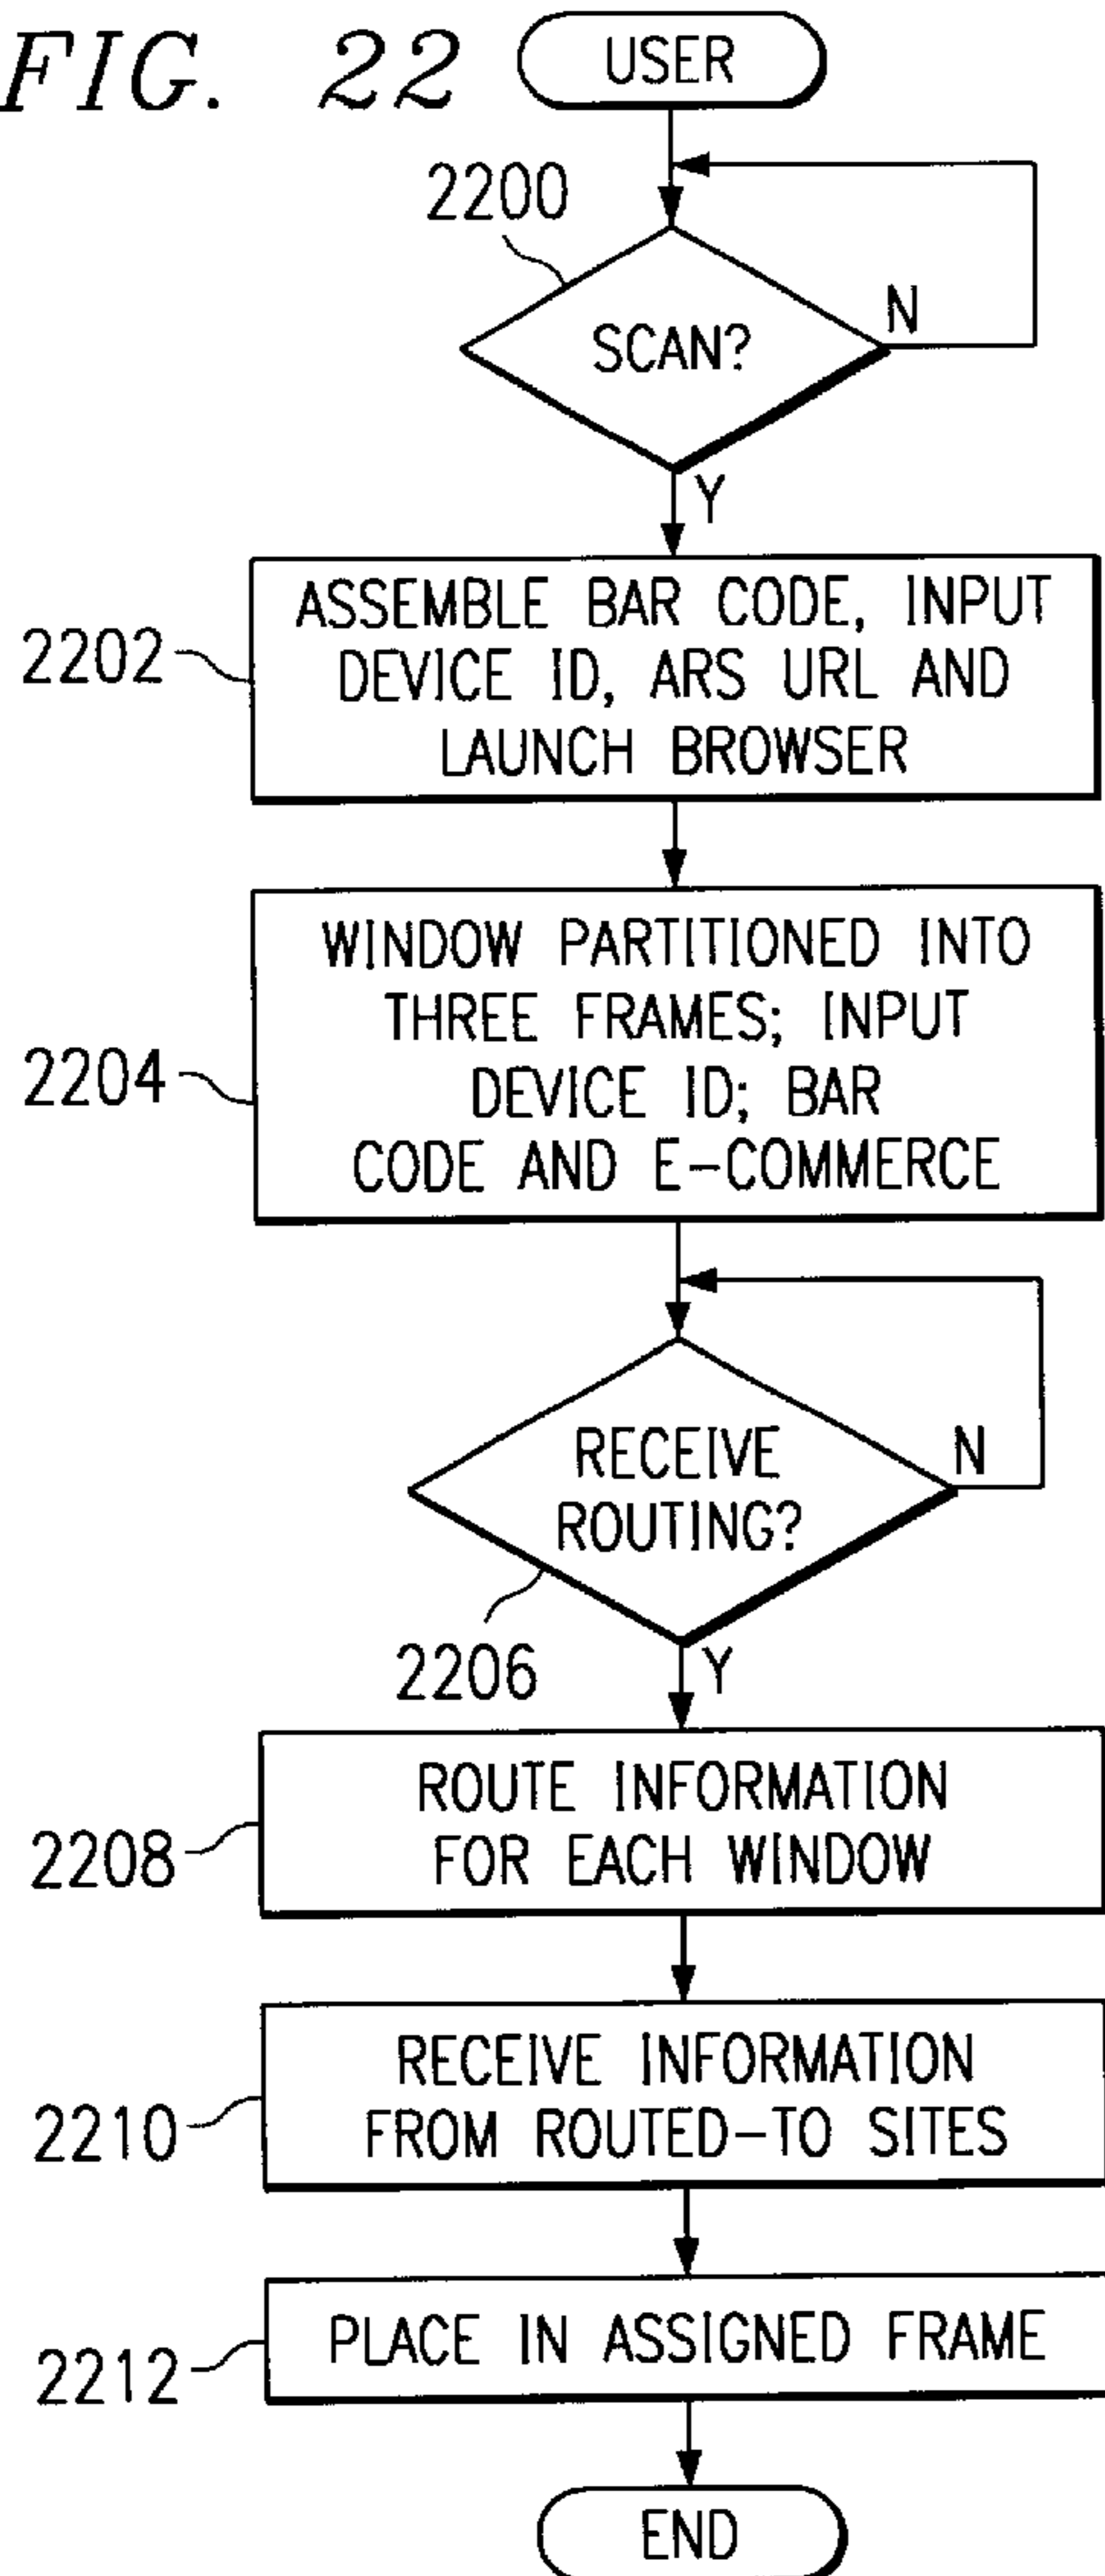 FIG. 22
USER
2200
SCAN?
N
Y
2202
ASSEMBLE BAR CODE, INPUT
DEVICE ID, ARS URL AND
LAUNCH BROWSER
2204
WINDOW PARTITIONED INTO
THREE FRAMES; INPUT
DEVICE ID; BAR
CODE AND E-COMMERCE
RECEIVE
ROUTING?
N
2206
Y
2208
ROUTE INFORMATION
FOR EACH WINDOW
2210
RECEIVE INFORMATION
FROM ROUTED-TO SITES
2212
PLACE IN ASSIGNED FRAME
END